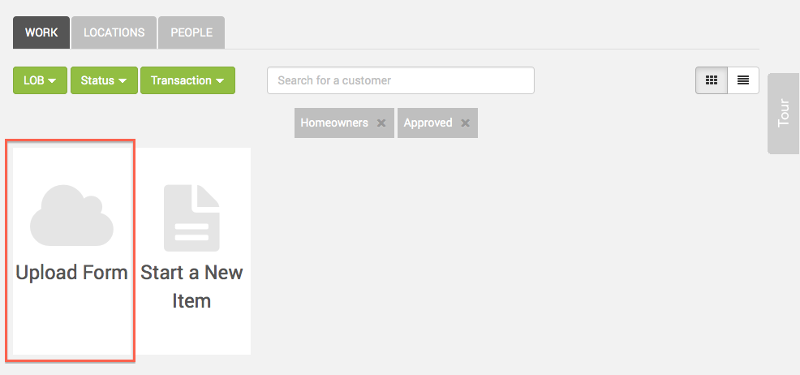 WORK LOCATIONS PEOPLE
LOB Status Transaction Search for a customer
Tour
Homeowners Approved
Upload Form
Start a New
Item